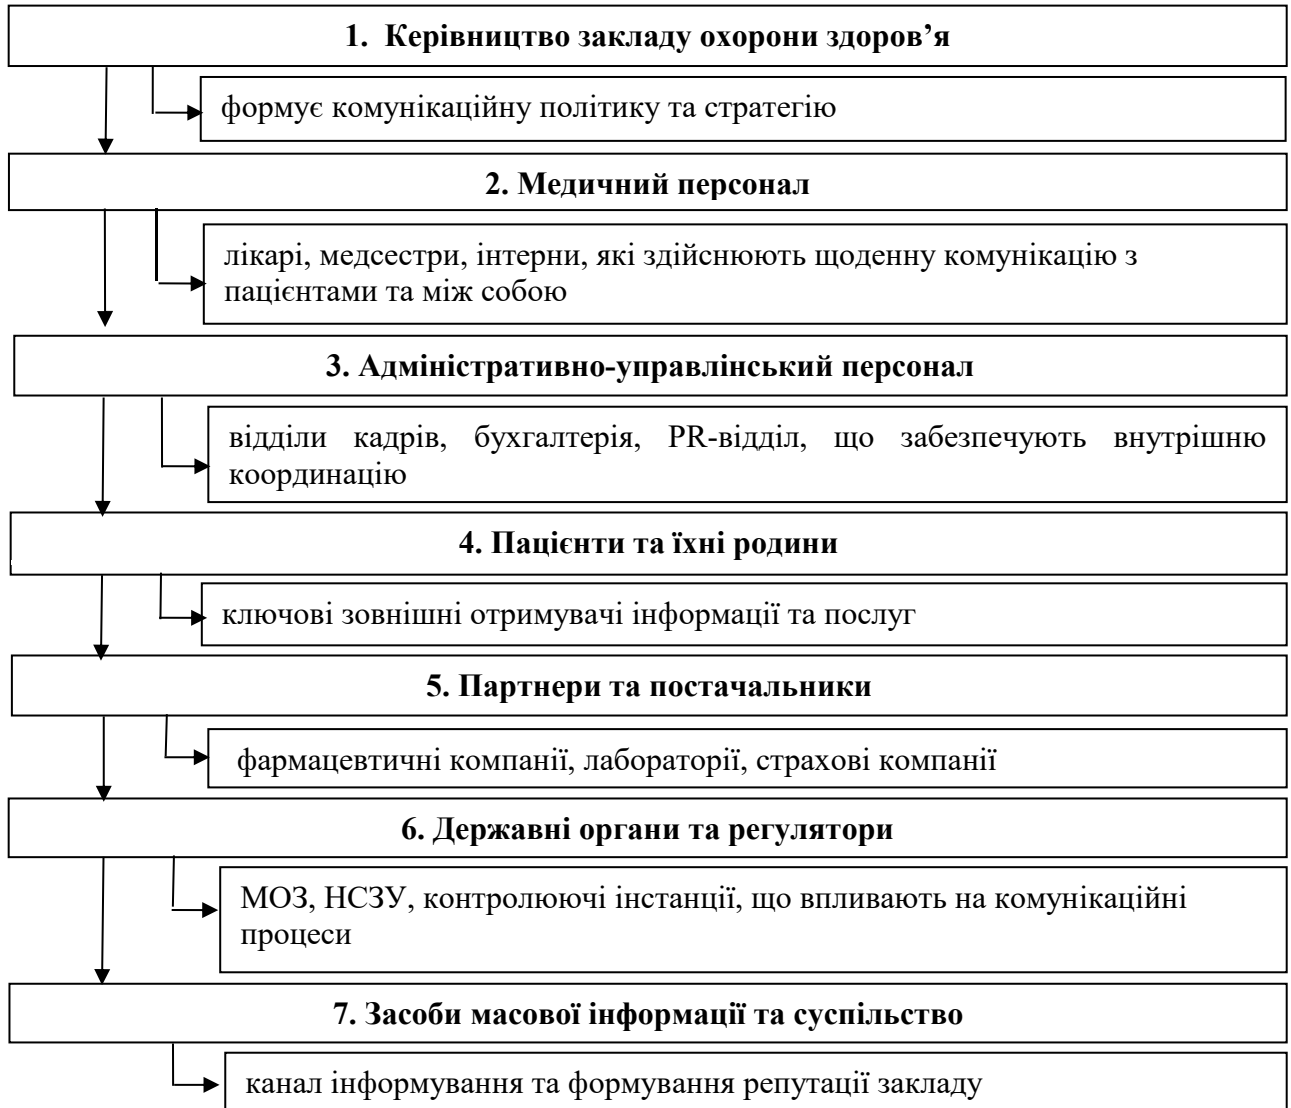 1. Керівництво закладу охорони здоров’я
формує комунікаційну політику та стратегію
2. Медичний персонал
лікарі, медсестри, інтерни, які здійснюють щоденну комунікацію з
пацієнтами та між собою
3. Адміністративно-управлінський персонал
відділи кадрів, бухгалтерія, PR-відділ, що забезпечують внутрішню
координацію
4. Пацієнти та їхні родини
ключові зовнішні отримувачі інформації та послуг
5. Партнери та постачальники
фармацевтичні компанії, лабораторії, страхові компанії
6. Державні органи та регулятори
МОЗ, НСЗУ, контролюючі інстанції, що впливають на комунікаційні
процеси
7. Засоби масової інформації та суспільство
канал інформування та формування репутації закладу